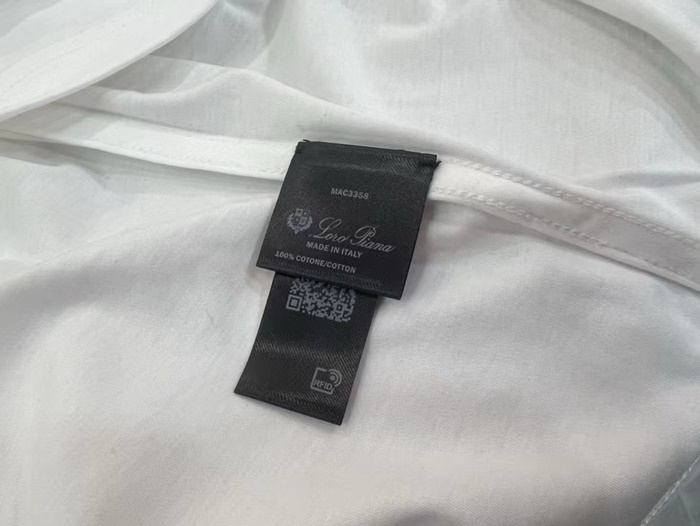 MAC3358
Loro Piana
MADE IN ITALY
100% COTONE/COTTON
RFID